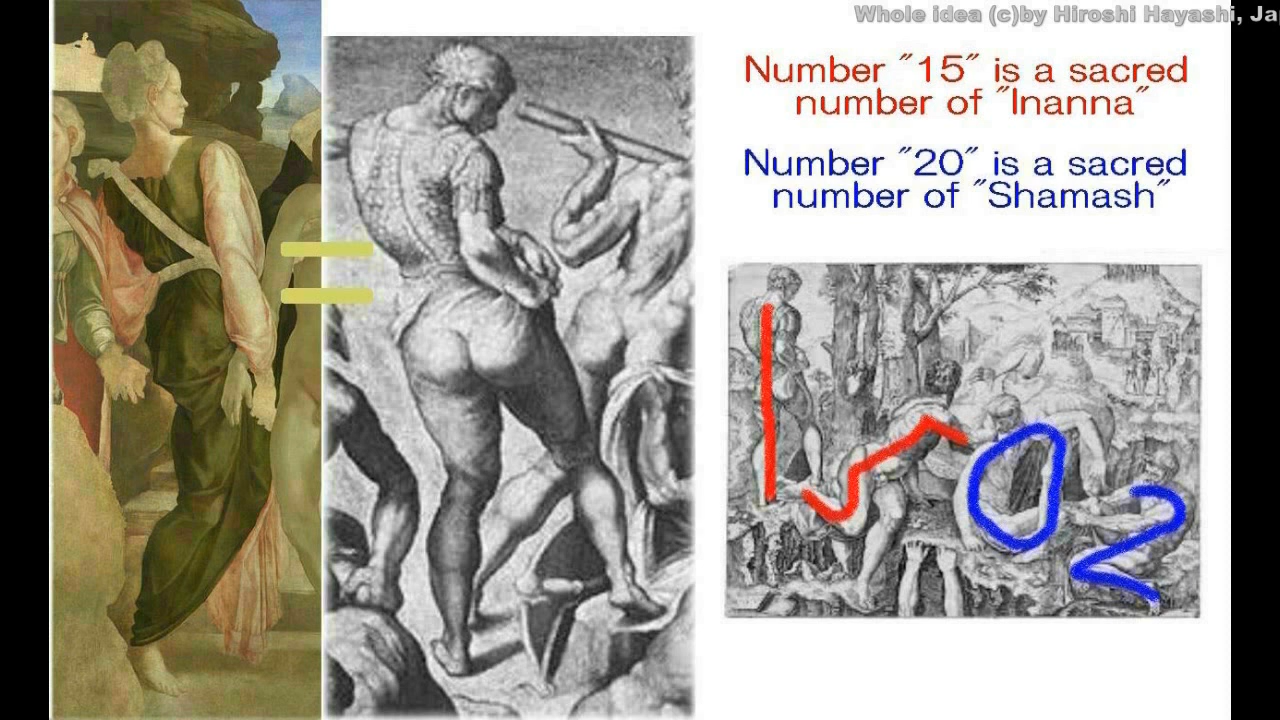 Whole idea (c)by Hiroshi Hayashi, Ja
Number "15" is a sacred
number of "Inanna"
Number "20" is a sacred
number of "Shamash"